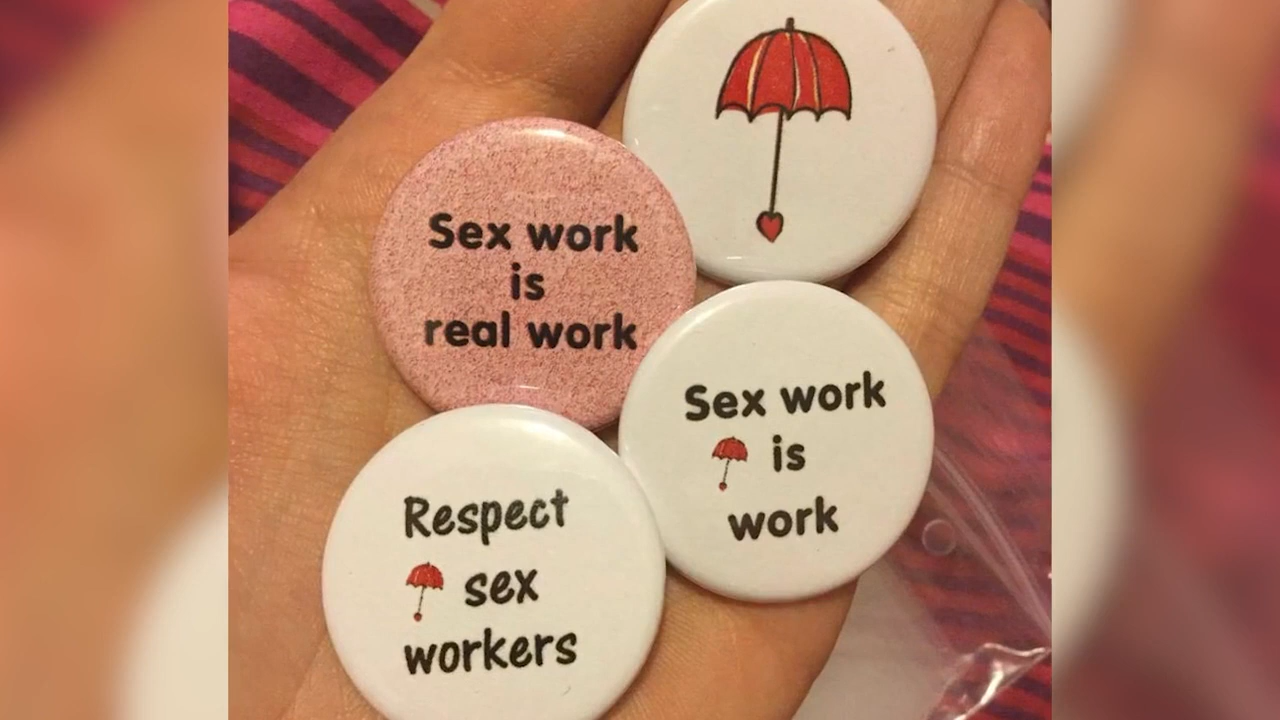 Sex work
is
real work
Sex work
is
work
Respect
sex
workers